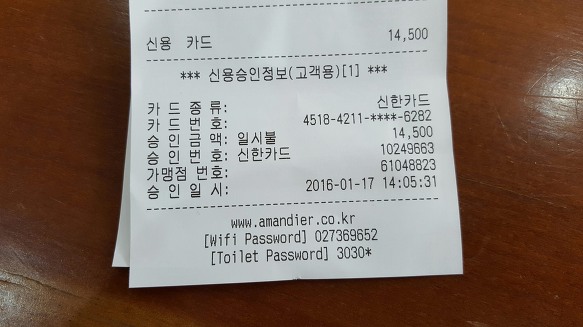 신용 카드 14,500
*** 신용승인정보(고객용)[1] ***
카 드 종 류: 신한카드
카 드 번 호: 4518-4211-****-6282
승 인 금 액: 일시불 14,500
승 인 번 호: 신한카드 10249663
가맹점 번호: 61048823
승 인 일 시: 2016-01-17 14:05:31
www.amandier.co.kr
[Wifi Password] 027369652
[Toilet Password] 3030*